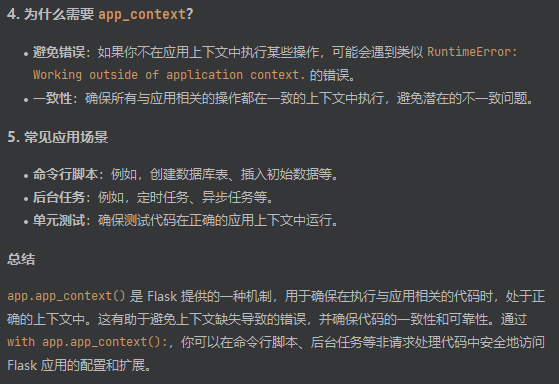 4. 为什么需要 app_context?
避免错误：如果你不在应用上下文中执行某些操作，可能会遇到类似 RuntimeError:
Working outside of application context. 的错误。
一致性：确保所有与应用相关的操作都在一致的上下文中执行，避免潜在的不一致问题。
5. 常见应用场景
命令行脚本：例如，创建数据库表、插入初始数据等。
后台任务：例如，定时任务、异步任务等。
单元测试：确保测试代码在正确的应用上下文中运行。
总结
app.app_context() 是 Flask 提供的一种机制，用于确保在执行与应用相关的代码时，处于正
确的上下文中。这有助于避免上下文缺失导致的错误，并确保代码的一致性和可靠性。通过
with app.app_context():，你可以在命令行脚本、后台任务等非请求处理代码中安全地访问
Flask 应用的配置和扩展。